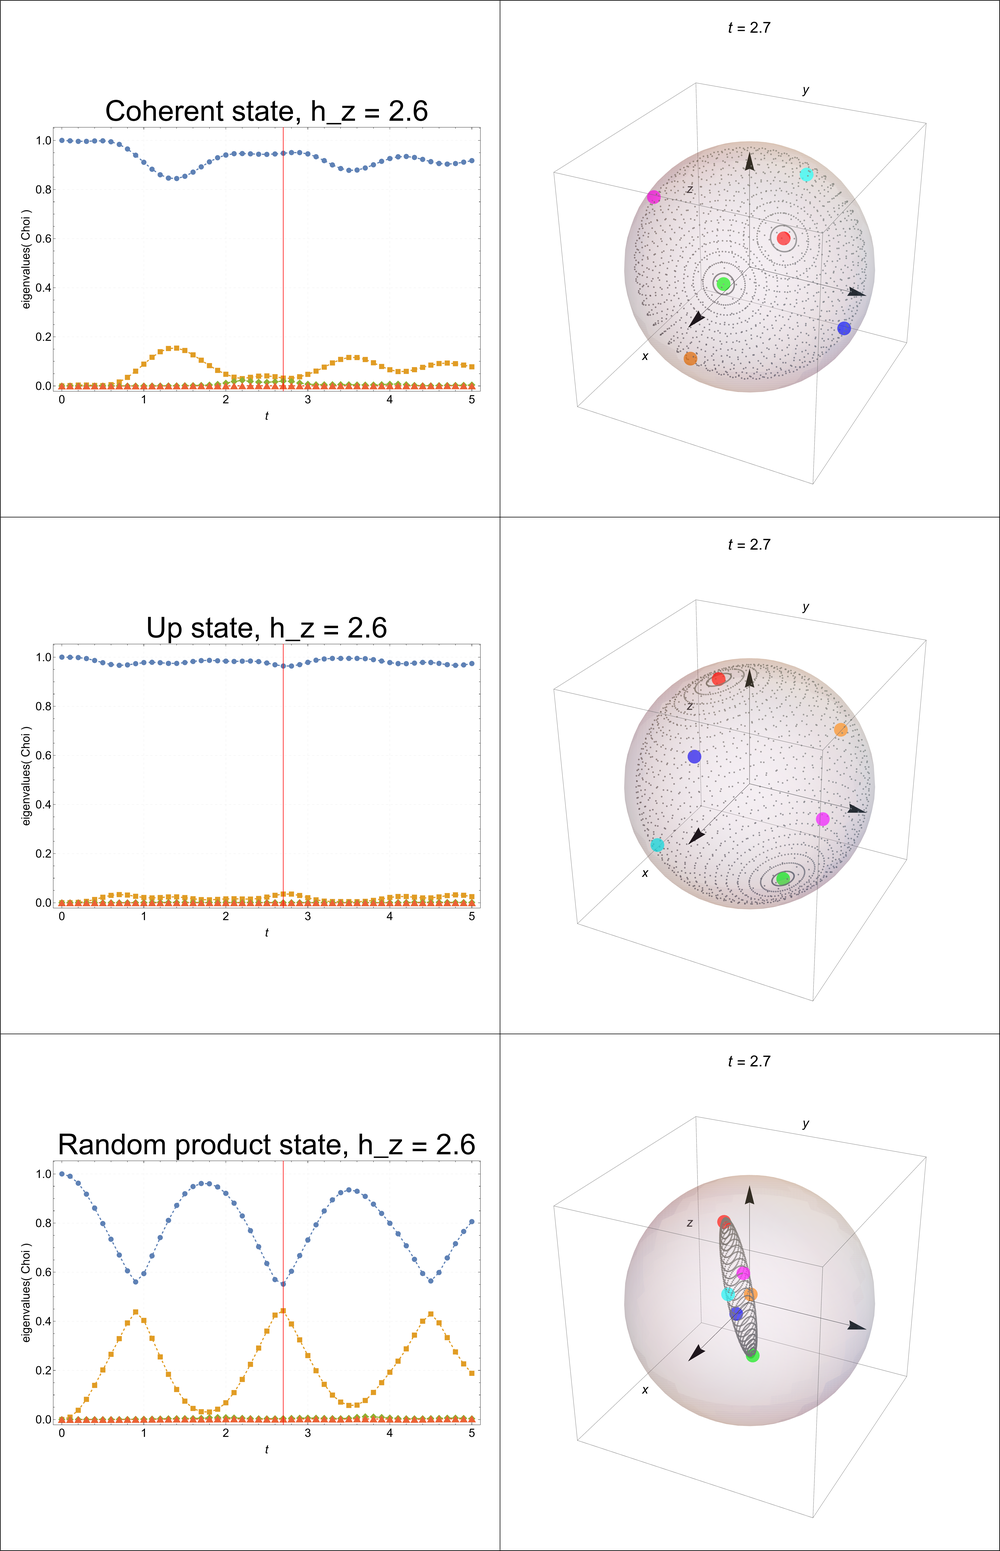 Coherent state, h_z = 2.6
eigenvalues( Choi )
1.0
0.8
0.6
0.4
0.2
0.0
0 1 2 3 4 5
t
t = 2.7
y
z
x
Up state, h_z = 2.6
eigenvalues( Choi )
1.0
0.8
0.6
0.4
0.2
0.0
0 1 2 3 4 5
t
t = 2.7
y
z
x
Random product state, h_z = 2.6
eigenvalues( Choi )
1.0
0.8
0.6
0.4
0.2
0.0
0 1 2 3 4 5
t
t = 2.7
y
z
x